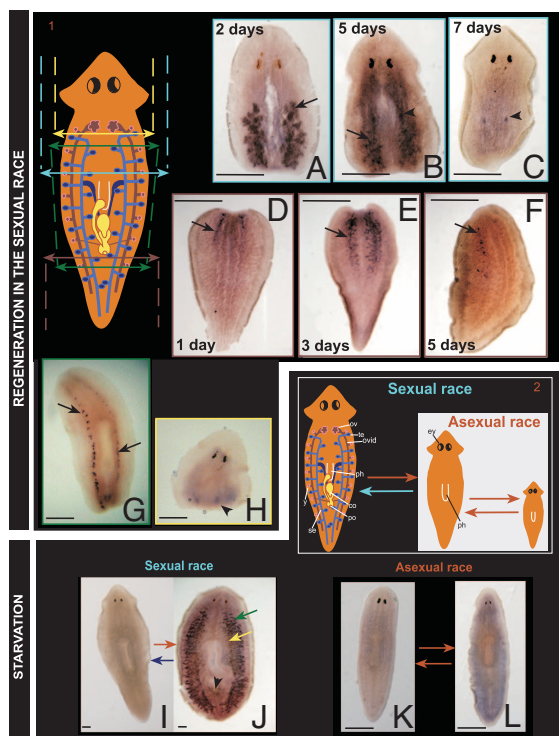 REGENERATION IN THE SEXUAL RACE
1
2 days
5 days
7 days
A
B
C
D
E
F
1 day
3 days
5 days
G
H
Sexual race
2
Asexual race
ov
te
ovid
ph
y
co
po
se
ey
ph
STARVATION
Sexual race
Asexual race
I
J
K
L